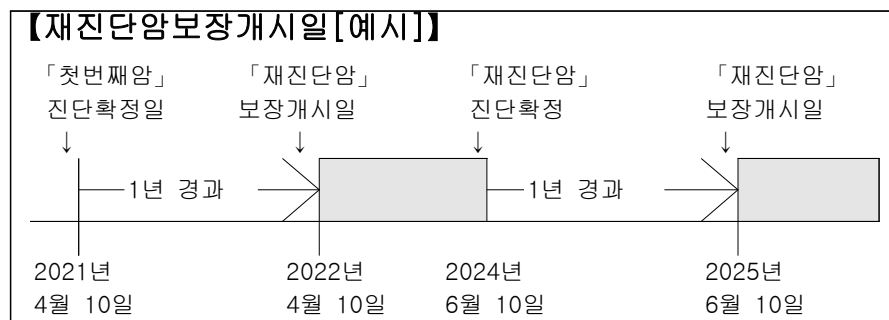 【재진단암보장개시일[예시]】
「첫번째암」 「재진단암」 「재진단암」 「재진단암」
진단확정일 보장개시일 진단확정 보장개시일
↓ ↓ ↓ ↓
1년 경과 1년 경과
2021년 2022년 2024년 2025년
4월 10일 4월 10일 6월 10일 6월 10일